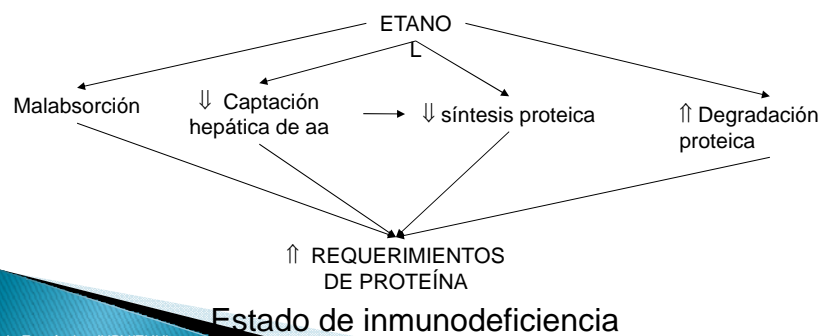 ETANO
L
Malabsorción
⇓ Captación
hepática de aa
⇓ síntesis proteica
⇑ Degradación
proteica
⇑ REQUERIMIENTOS
DE PROTEÍNA
Estado de inmunodeficiencia